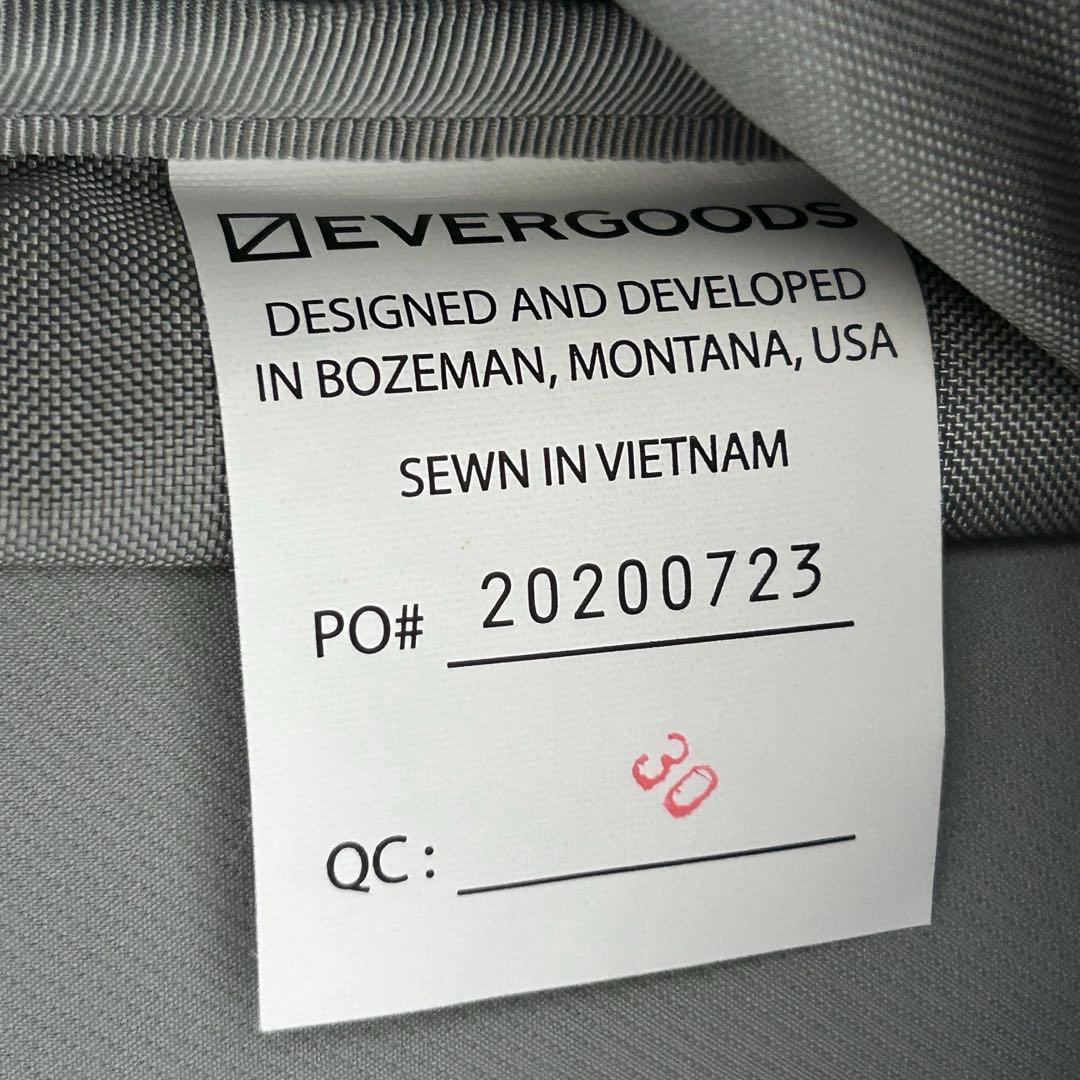 EVERGOODS
DESIGNED AND DEVELOPED
IN BOZEMAN, MONTANA, USA
SEWN IN VIETNAM
PO# 20200723
30
QC: